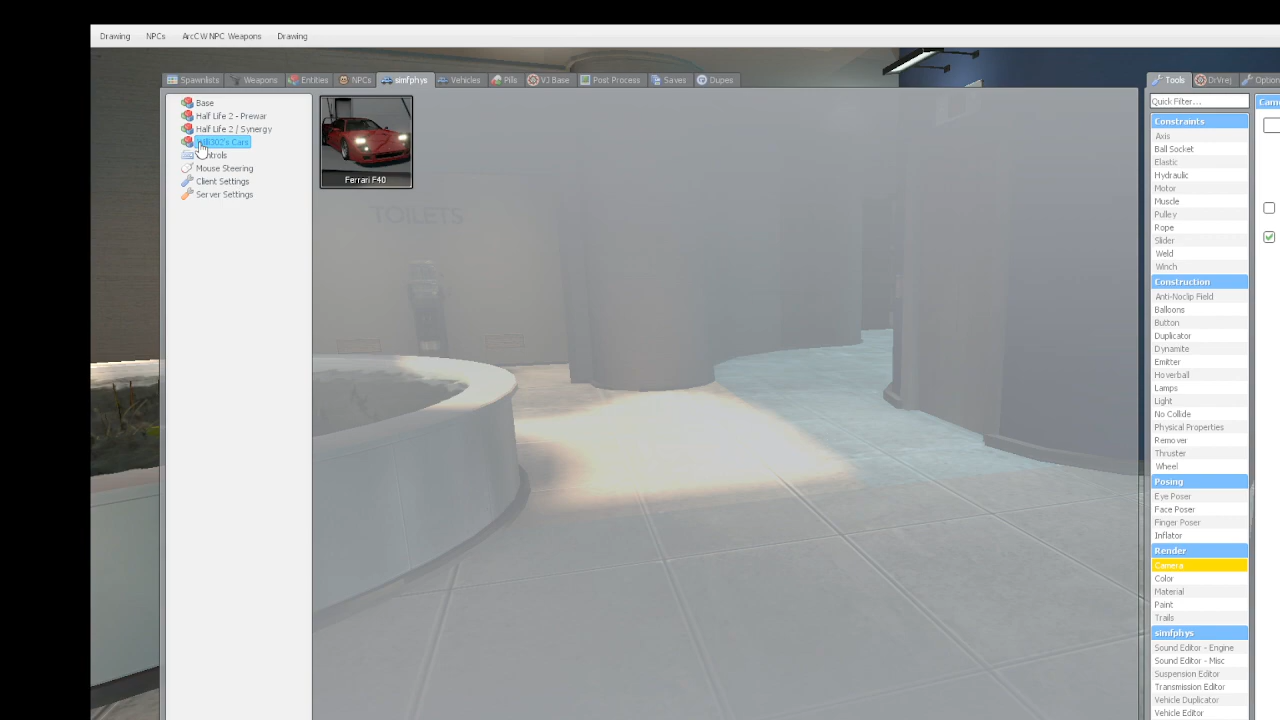 Drawing NPCs ArcCW NPC Weapons Drawing
Spawnlists Weapons Entities NPCs simfphys Vehicles Pills VJ Base Post Process Saves Dupes
Base
Half Life 2 - Prewar
Half Life 2 / Synergy
Cars
Mouse Steering
Client Settings
Server Settings
Ferrari F40
TOILETS
Tools DrVrej
Quick Filter...
Constraints
Axis
Ball Socket
Elastic
Hydraulic
Motor
Muscle
Pulley
Rope
Slider
Weld
Winch
Construction
Anti-Noclip Field
Balloons
Button
Duplicator
Dynamite
Emitter
Hoverball
Lamps
Light
No Collide
Physical Properties
Remover
Thruster
Wheel
Posing
Eye Poser
Face Poser
Finger Poser
Inflator
Render
Camera
Color
Material
Paint
Trails
simfphys
Sound Editor - Engine
Sound Editor - Misc
Suspension Editor
Transmission Editor
Vehicle Duplicator
Vehicle Editor